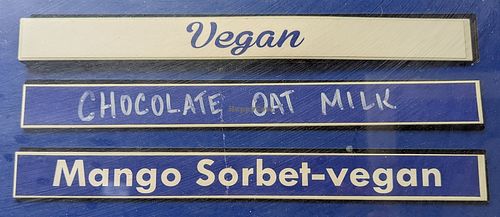 Vegan
CHOCOLATE OAT MILK
Mango Sorbet-vegan